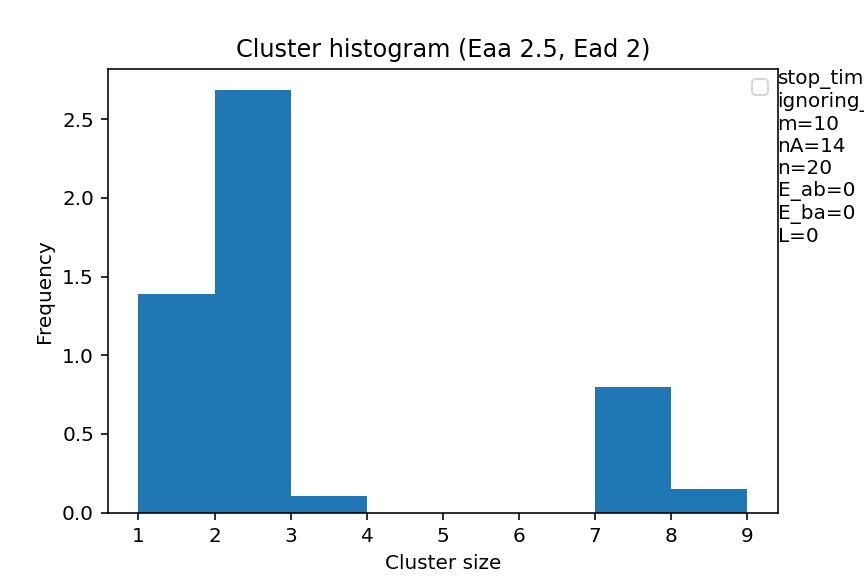 Cluster histogram (Eaa 2.5, Ead 2)
stop_tim
ignoring_
m=10
nA=14
n=20
E_ab=0
E_ba=0
L=0
Frequency
2.5
2.0
1.5
1.0
0.5
0.0
1 2 3 4 5 6 7 8 9
Cluster size